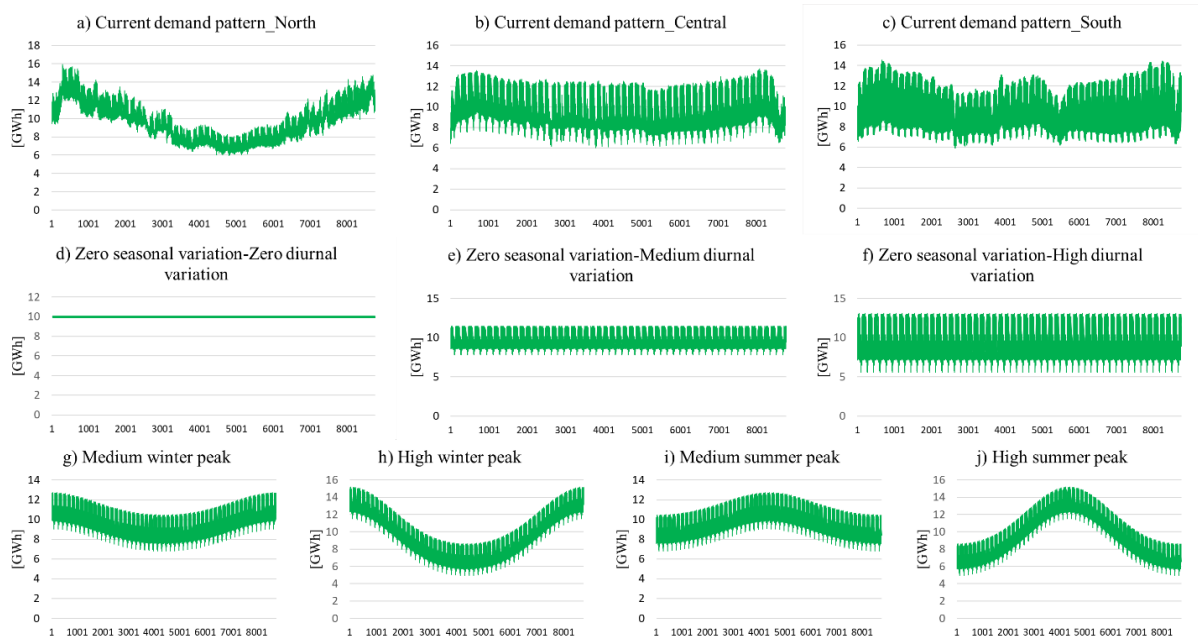 a) Current demand pattern_North
[GWh]
18
16
14
12
10
8
6
4
2
0
1 1001 2001 3001 4001 5001 6001 7001 8001
b) Current demand pattern_Central
[GWh]
16
14
12
10
8
6
4
2
0
1 1001 2001 3001 4001 5001 6001 7001 8001
c) Current demand pattern_South
[GWh]
16
14
12
10
8
6
4
2
0
1 1001 2001 3001 4001 5001 6001 7001 8001
d) Zero seasonal variation-Zero diurnal
variation
[GWh]
12
10
8
6
4
2
0
1 1001 2001 3001 4001 5001 6001 7001 8001
e) Zero seasonal variation-Medium diurnal
variation
[GWh]
15
10
5
0
1 1001 2001 3001 4001 5001 6001 7001 8001
f) Zero seasonal variation-High diurnal
variation
[GWh]
15
10
5
0
1 1001 2001 3001 4001 5001 6001 7001 8001
g) Medium winter peak
[GWh]
14
12
10
8
6
4
2
0
1 1001 2001 3001 4001 5001 6001 7001 8001
h) High winter peak
[GWh]
16
14
12
10
8
6
4
2
0
1 1001 2001 3001 4001 5001 6001 7001 8001
i) Medium summer peak
[GWh]
14
12
10
8
6
4
2
0
1 1001 2001 3001 4001 5001 6001 7001 8001
j) High summer peak
[GWh]
16
14
12
10
8
6
4
2
0
1 1001 2001 3001 4001 5001 6001 7001 8001